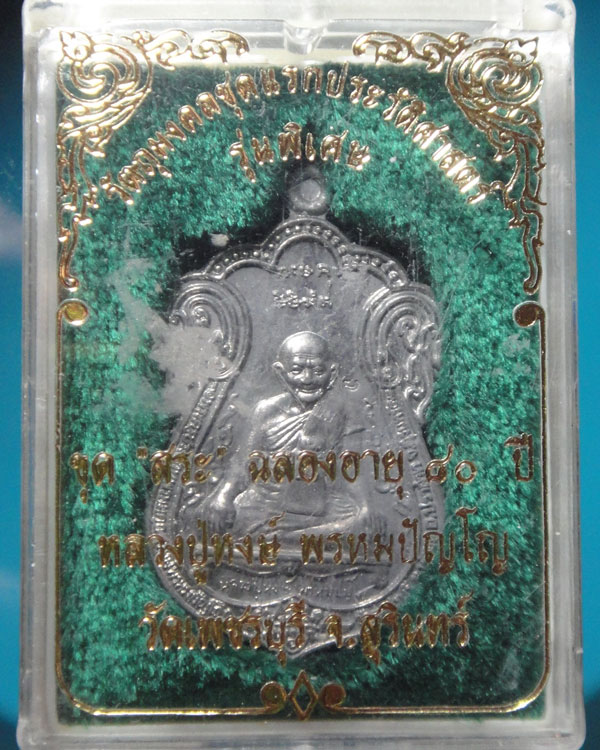 วัตถุมงคลชุดแรกประวัติศาสตร์
รุ่นพิเศษ
ชุด "สระ" ฉลองอายุ ๘๐ ปี
หลวงปู่หงษ์ พรหมปัญโญ
วัดเพชรบุรี จ.สุรินทร์